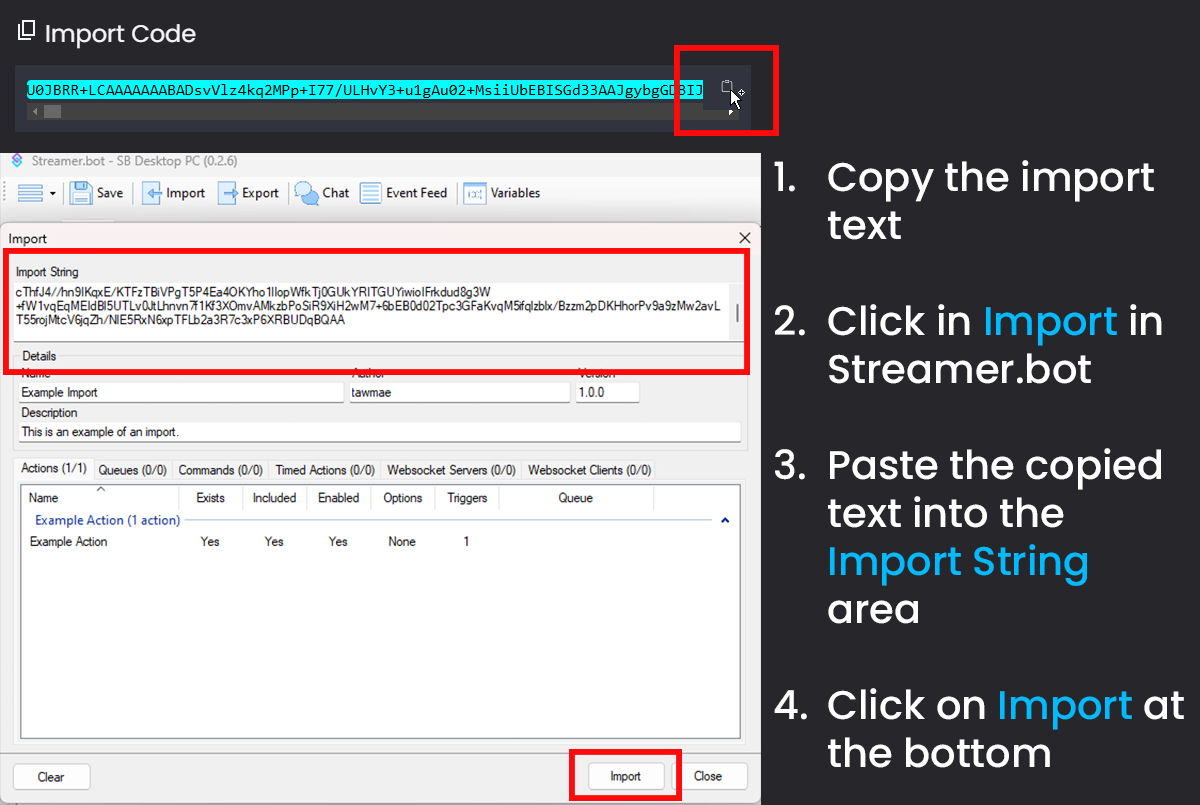 Import Code
U0JBRR+LCAAAAAAABADsvVlz4kq2MPp+I77/ULHvY3+u1gAu02+MsiiUbEBISGd33AAJgybgGDBIJ
Streamer.bot - SB Desktop PC (0.2.6)
Save Import Export Chat Event Feed Variables
Import
Import String
cThfJ4//hn9IKqxE/KTFzTBiVPgT5P4Ea4OKYho1IlopWfkTj0GUkYRITGUYiwioIFrkdud8g3W
+fW1vqEqMEIdBI5UTLv0JtLhnvn7f1Kf3XOmvAMkzbPoSiR9XiH2wM7+6bEB0d02Tpc3GFaKvqM5ifqlzblx/Bzzm2pDKHhorPv9a9zMw2avL
T55rojMtcV6jqZh/NlE5RxN6xpTFLb2a3R7c3xP6XRBUDqBQAA
Details
Name Author Version
Example Import tawmae 1.0.0
Description
This is an example of an import.
Actions (1/1) Queues (0/0) Commands (0/0) Timed Actions (0/0) Websocket Servers (0/0) Websocket Clients (0/0)
Name Exists Included Enabled Options Triggers Queue
Example Action (1 action)
Example Action Yes Yes Yes None 1
Clear Import Close
1. Copy the import
text
2. Click in Import in
Streamer.bot
3. Paste the copied
text into the
Import String
area
4. Click on Import at
the bottom